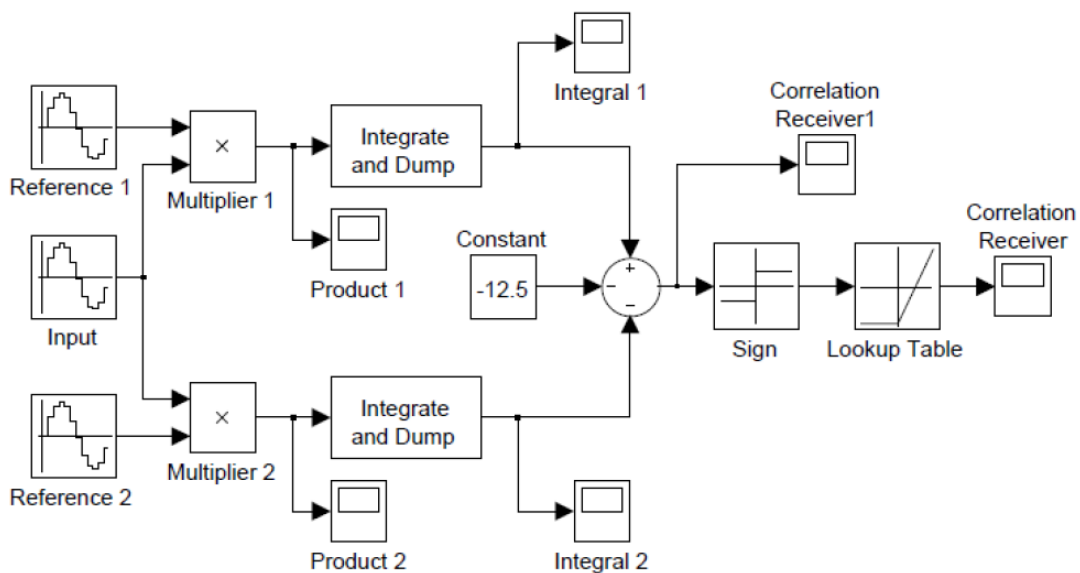 Integral 1
Correlation
Receiver1
Reference 1
×
Multiplier 1
Integrate
and Dump
Product 1
Input
Constant
-12.5
+
−
−
Sign
Lookup Table
Correlation
Receiver
Reference 2
×
Multiplier 2
Integrate
and Dump
Product 2
Integral 2